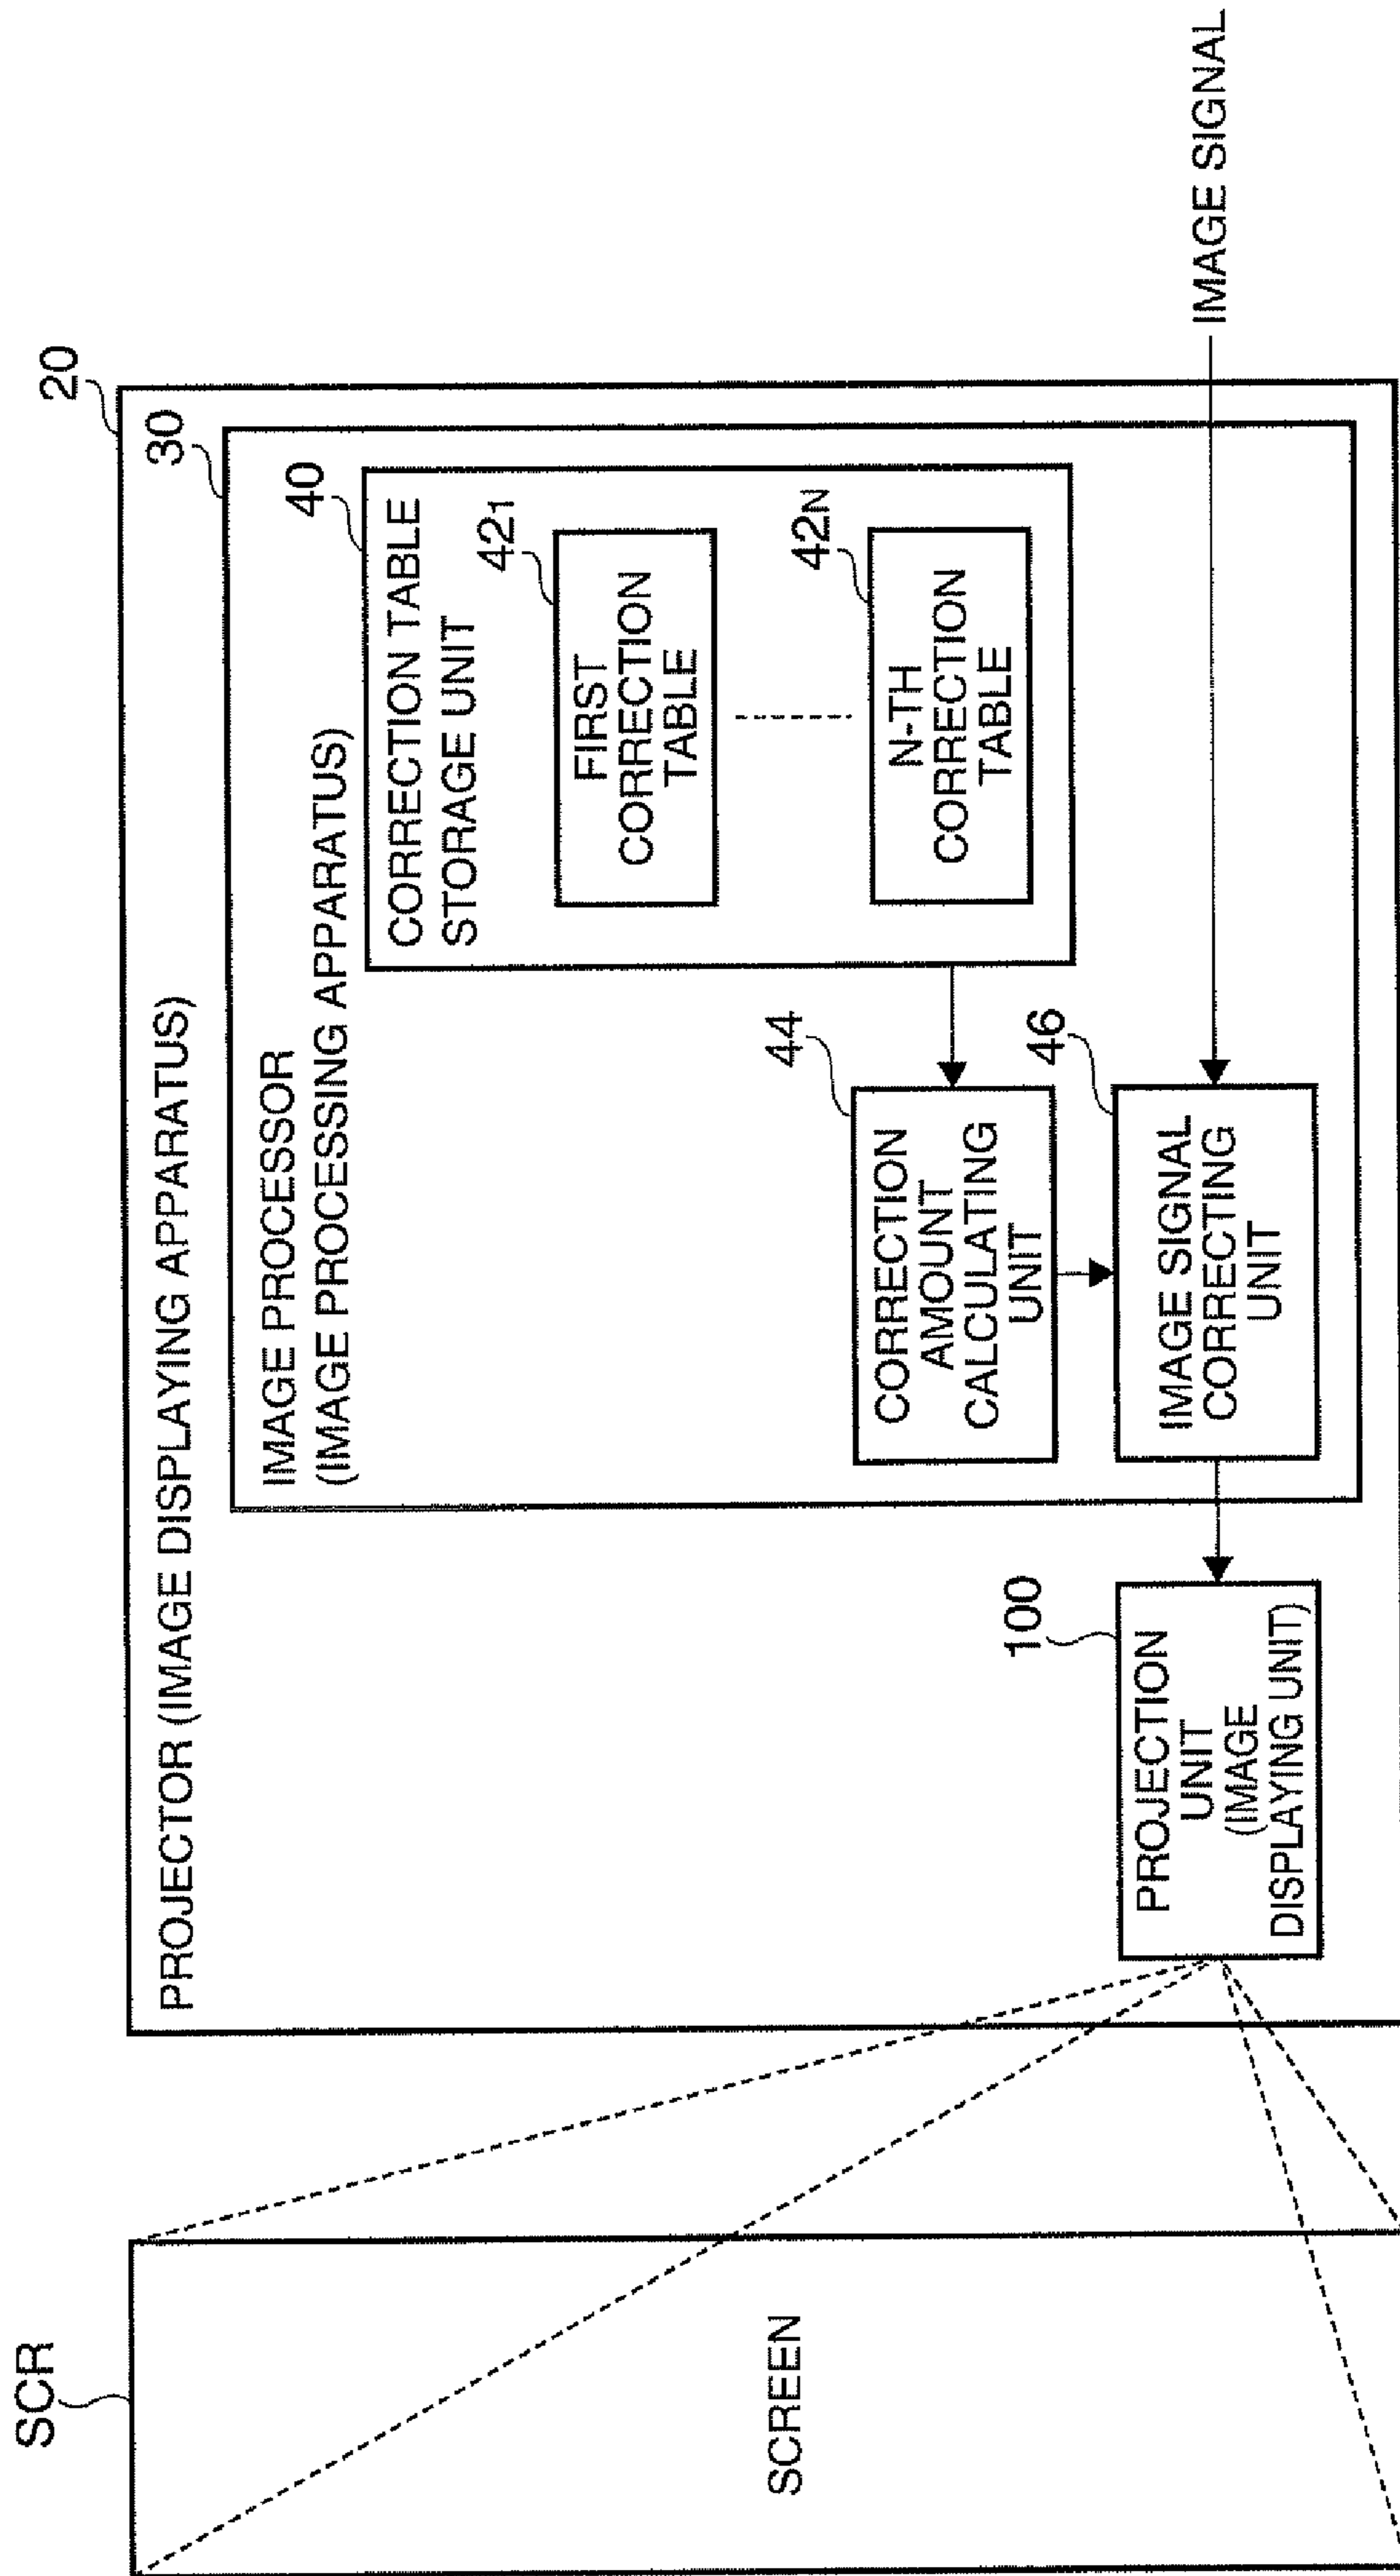 20
PROJECTOR (IMAGE DISPLAYING APPARATUS)
30
IMAGE PROCESSOR
(IMAGE PROCESSING APPARATUS)
40
CORRECTION TABLE
STORAGE UNIT
42₁
FIRST
CORRECTION
TABLE
42N
N-TH
CORRECTION
TABLE
44
CORRECTION
AMOUNT
CALCULATING
UNIT
46
IMAGE SIGNAL
CORRECTING
UNIT
IMAGE SIGNAL
100
PROJECTION
UNIT
(IMAGE
DISPLAYING UNIT)
SCR
SCREEN